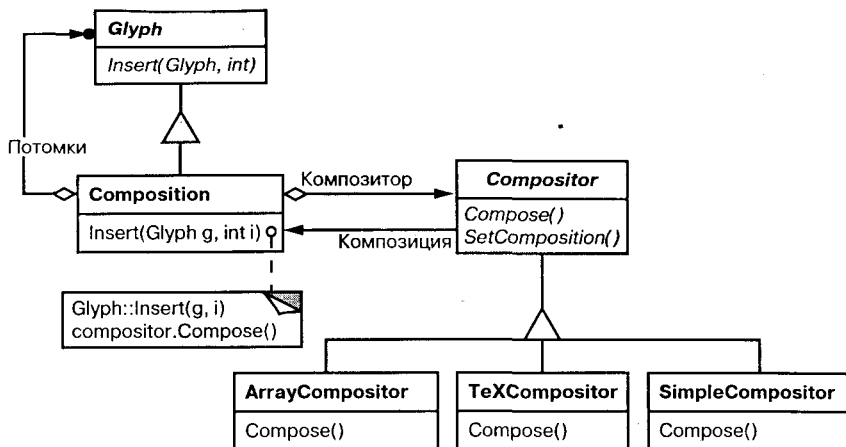 Glyph
Insert(Glyph, int)
Потомки
Composition
Insert(Glyph g, int i)
Композитор
Композиция
Compositor
Compose()
SetComposition()
Glyph::Insert(g, i)
compositor.Compose()
ArrayCompositor
Compose()
TeXCompositor
Compose()
SimpleCompositor
Compose()